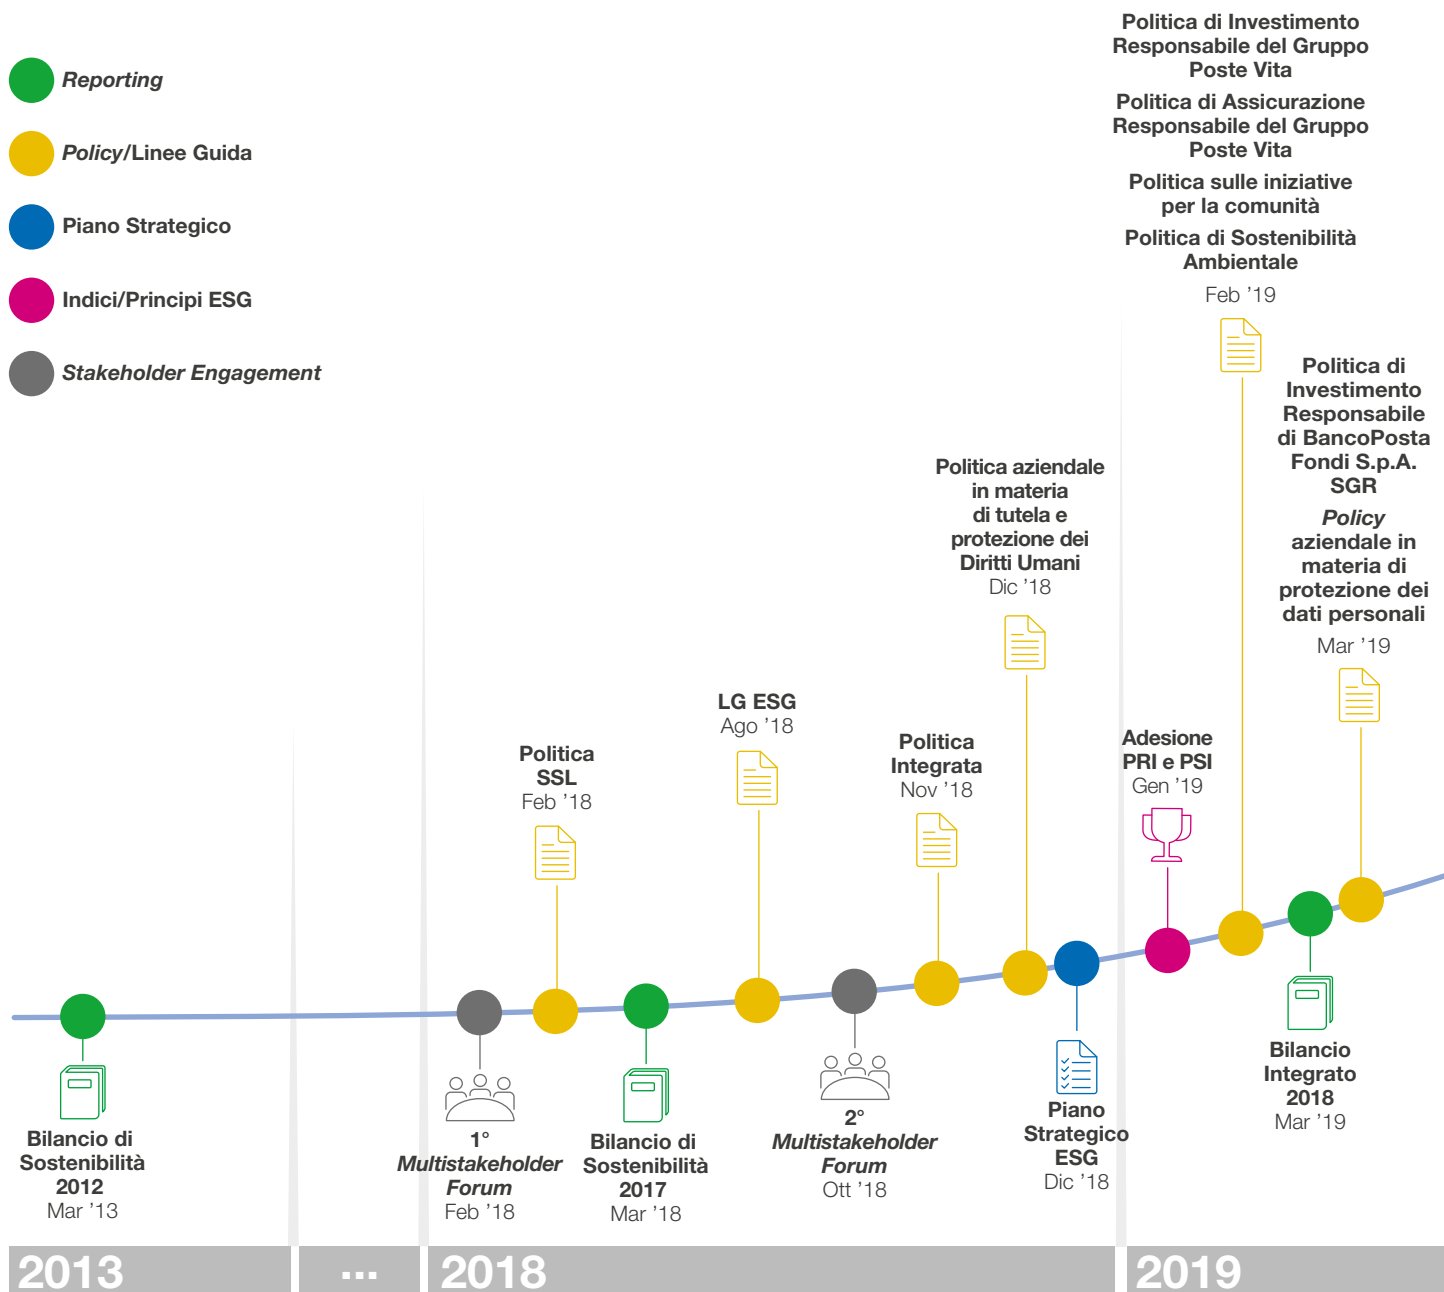 Reporting
Policy/Linee Guida
Piano Strategico
Indici/Principi ESG
Stakeholder Engagement
Politica di Investimento
Responsabile del Gruppo
Poste Vita
Politica di Assicurazione
Responsabile del Gruppo
Poste Vita
Politica sulle iniziative
per la comunità
Politica di Sostenibilità
Ambientale
Feb ’19
Politica di
Investimento
Responsabile
di BancoPosta
Fondi S.p.A.
SGR
Policy
aziendale in
materia di
protezione dei
dati personali
Mar ’19
Politica aziendale
in materia
di tutela e
protezione dei
Diritti Umani
Dic ’18
LG ESG
Ago ’18
Politica
SSL
Feb ’18
Politica
Integrata
Nov ’18
Adesione
PRI e PSI
Gen ’19
Bilancio di
Sostenibilità
2012
Mar ’13
1°
Multistakeholder
Forum
Feb ’18
Bilancio di
Sostenibilità
2017
Mar ’18
2°
Multistakeholder
Forum
Ott ’18
Piano
Strategico
ESG
Dic ’18
Bilancio
Integrato
2018
Mar ’19
2013
...
2018
2019